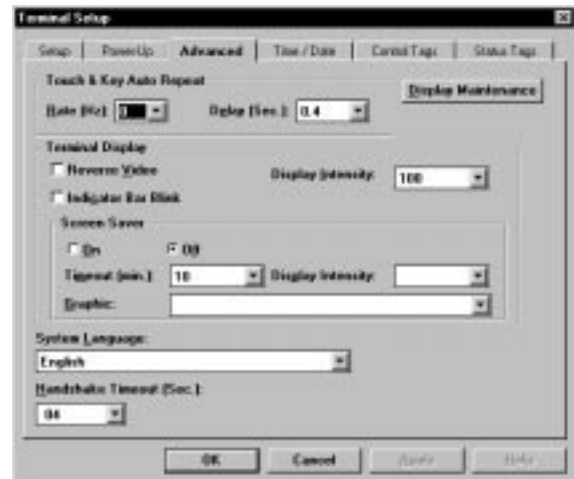 Terminal Setup
Setup Power-Up Advanced Time / Date Control Tags Status Tags
Touch & Key Auto Repeat
Rate (Hz): Delay (Sec.): 0.4
Display Maintenance
Terminal Display
Reverse Video
Display Intensity: 100
Indicator Bar Blink
Screen Saver
On Off
Timeout (min.): 10 Display Intensity:
Graphic:
System Language:
English
Handshake Timeout (Sec.):
04
OK Cancel Apply Help